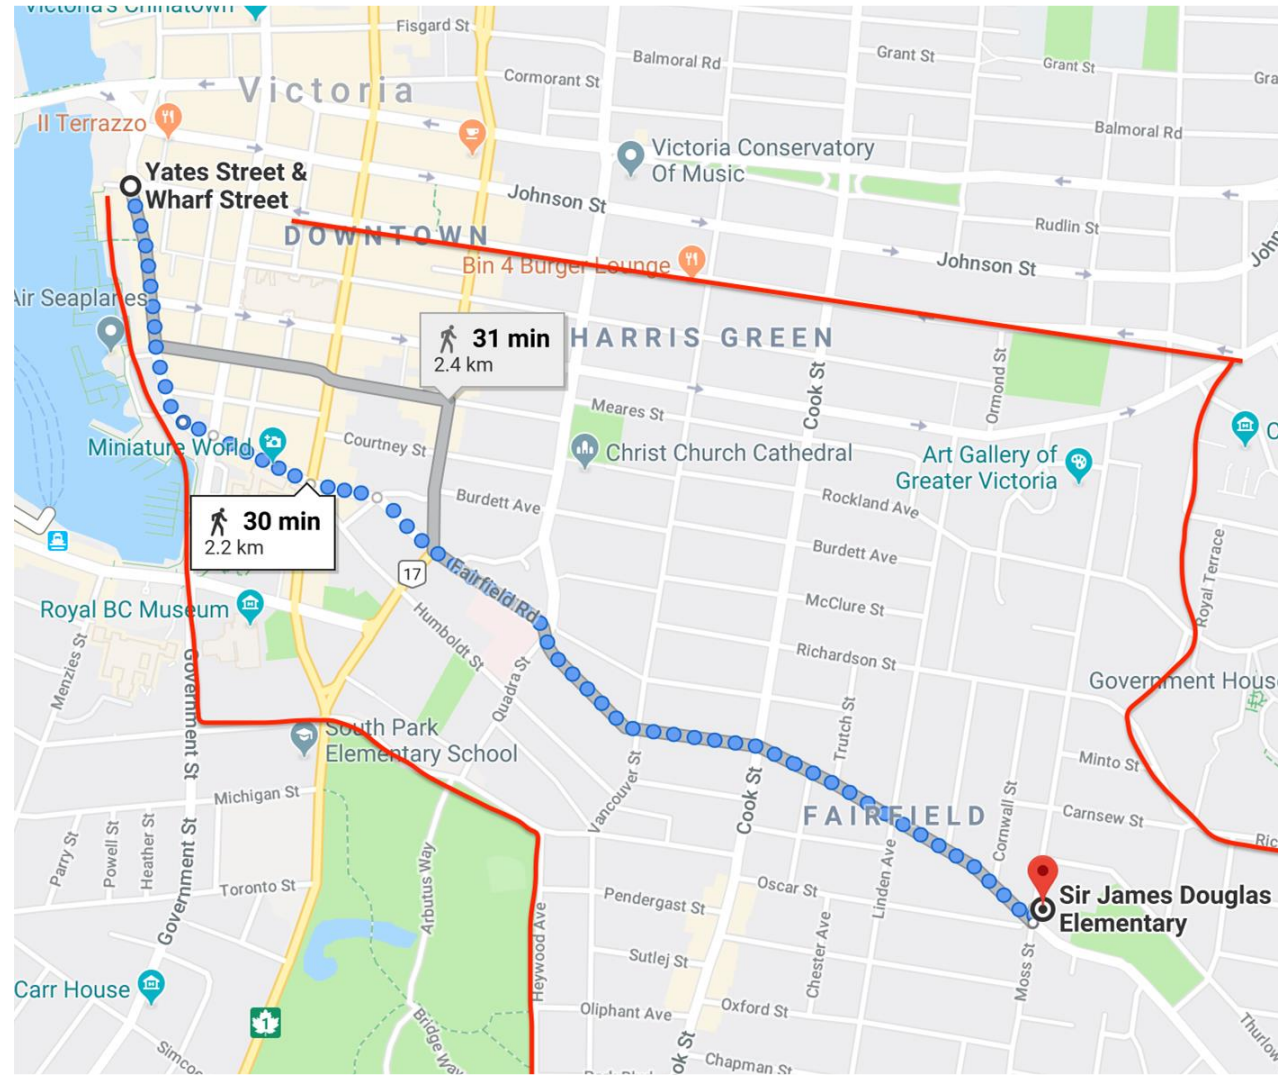 Victoria's Chinatown
Fisgard St
Balmoral Rd
Grant St
Grant St
Gra
Cormorant St
Victoria
Il Terrazzo
Balmoral Rd
Victoria Conservatory
Of Music
Yates Street &
Wharf Street
Johnson St
Rudlin St
DOWNTOWN
Bin 4 Burger Lounge
Johnson St
John
Air Seaplanes
31 min
2.4 km
HARRIS GREEN
Ormond St
Cook St
Meares St
Courtney St
Miniature World
Christ Church Cathedral
Art Gallery of
Greater Victoria
C
Burdett Ave
Rockland Ave
30 min
2.2 km
Burdett Ave
Royal Terrace
17
Fairfield Rd
Royal BC Museum
McClure St
Humboldt St
Menzies St
Richardson St
Quadra St
Government House
Government St
Trutch St
South Park
Elementary School
Minto St
Michigan St
Vancouver St
Cook St
FAIRFIELD
Cornwall St
Carnsew St
Ric
Parry St
Powell St
Heather St
Government St
Toronto St
Arbutus Way
Pendergast St
Oscar St
Linden Ave
Sir James Douglas
Elementary
Heywood Ave
Sutlej St
Chester Ave
Moss St
Carr House
Oliphant Ave
Oxford St
1
Bridge Way
Simcoe
ok St
Chapman St
Thurlow